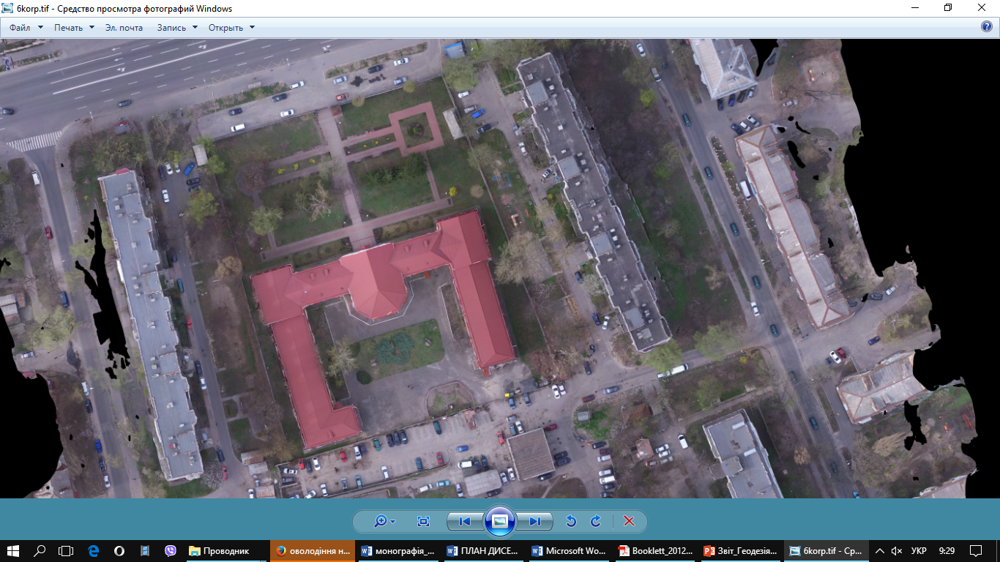 6korp.tif - Средство просмотра фотографий Windows
Файл Печать Эл. почта Запись Открыть
Проводник оволодіння н... монографія_... ПЛАН ДИСЕ... Microsoft Wo... Booklett_2012... Звіт_Геодезія... 6korp.tif - Ср... УКР 9:29